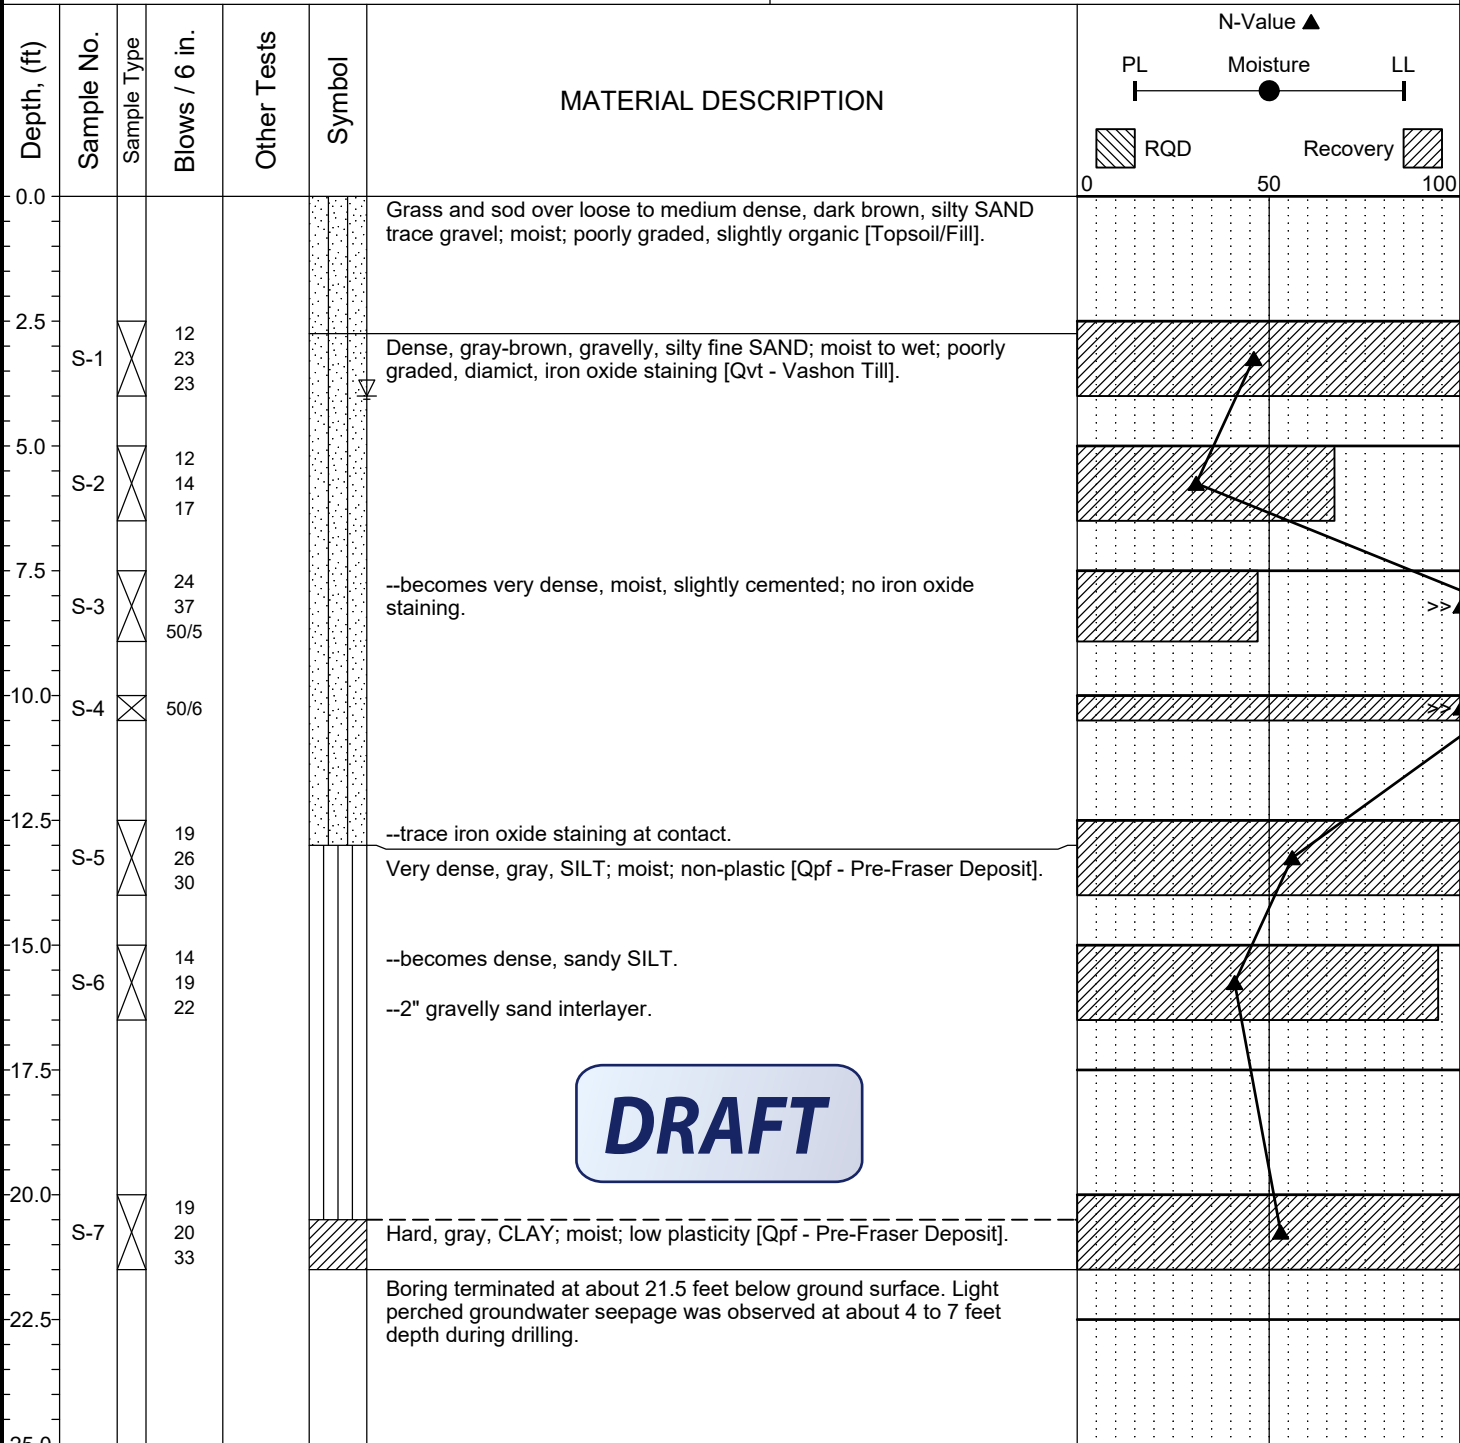 Depth, (ft)
Sample No.
Sample Type
Blows / 6 in.
Other Tests
Symbol
MATERIAL DESCRIPTION
N-Value ▲
PL Moisture LL
RQD Recovery
0 50 100
0.0
Grass and sod over loose to medium dense, dark brown, silty SAND
trace gravel; moist; poorly graded, slightly organic [Topsoil/Fill].
2.5
S-1
12
23
23
Dense, gray-brown, gravelly, silty fine SAND; moist to wet; poorly
graded, diamict, iron oxide staining [Qvt - Vashon Till].
5.0
S-2
12
14
17
7.5
S-3
24
37
50/5
--becomes very dense, moist, slightly cemented; no iron oxide
staining.
>>
10.0
S-4
50/6
>>
12.5
S-5
19
26
30
--trace iron oxide staining at contact.
Very dense, gray, SILT; moist; non-plastic [Qpf - Pre-Fraser Deposit].
15.0
S-6
14
19
22
--becomes dense, sandy SILT.
--2" gravelly sand interlayer.
17.5
DRAFT
20.0
S-7
19
20
33
Hard, gray, CLAY; moist; low plasticity [Qpf - Pre-Fraser Deposit].
Boring terminated at about 21.5 feet below ground surface. Light
perched groundwater seepage was observed at about 4 to 7 feet
depth during drilling.
22.5
25.0